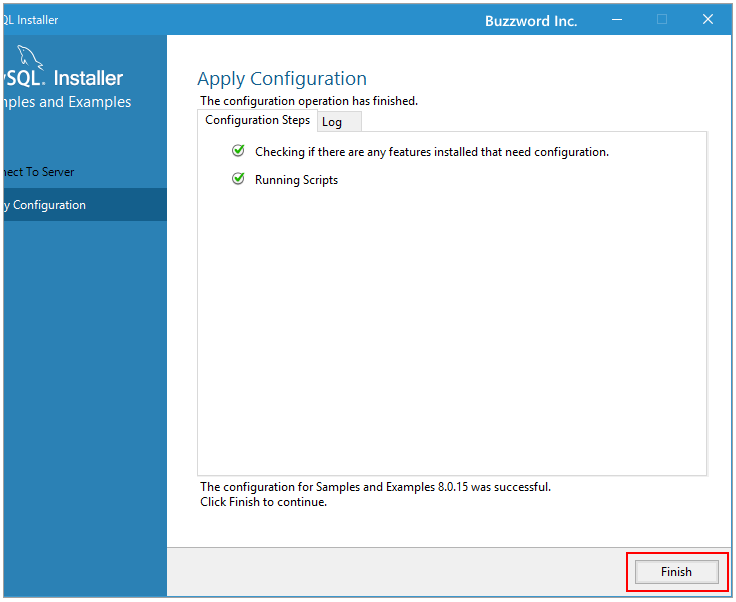 QL Installer
Buzzword Inc.
SQL. Installer
mples and Examples
nect To Server
y Configuration
Apply Configuration
The configuration operation has finished.
Configuration Steps
Log
Checking if there are any features installed that need configuration.
Running Scripts
The configuration for Samples and Examples 8.0.15 was successful.
Click Finish to continue.
Finish